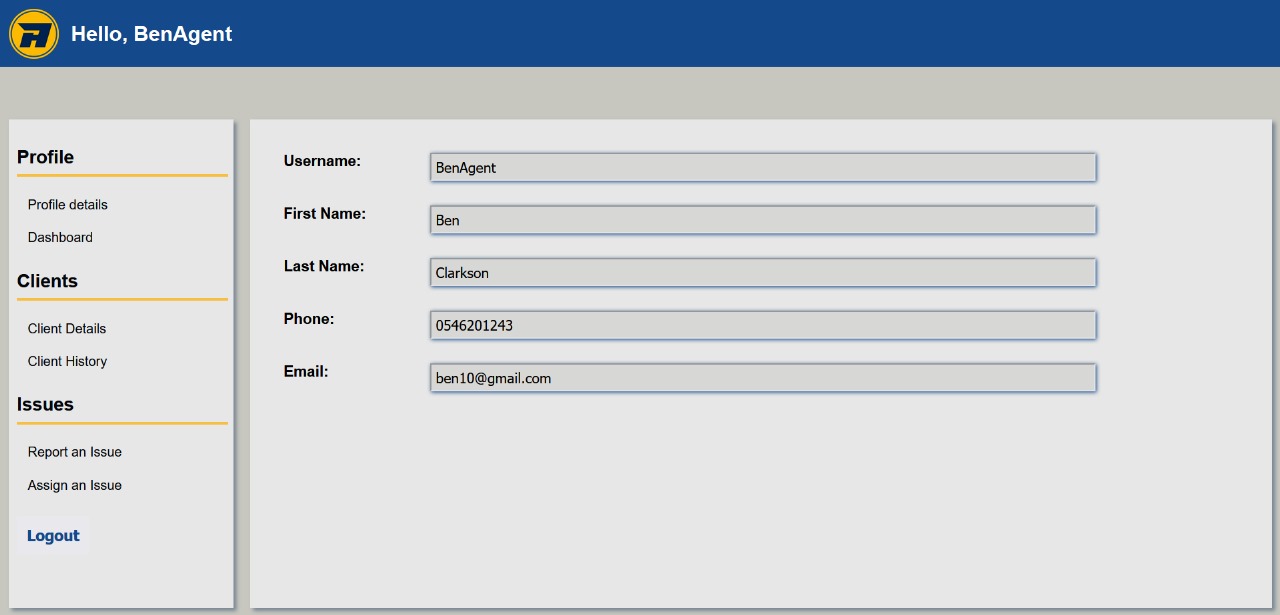 Hello, BenAgent
Profile
Profile details
Dashboard
Clients
Client Details
Client History
Issues
Report an Issue
Assign an Issue
Logout
Username: BenAgent
First Name: Ben
Last Name: Clarkson
Phone: 0546201243
Email: ben10@gmail.com